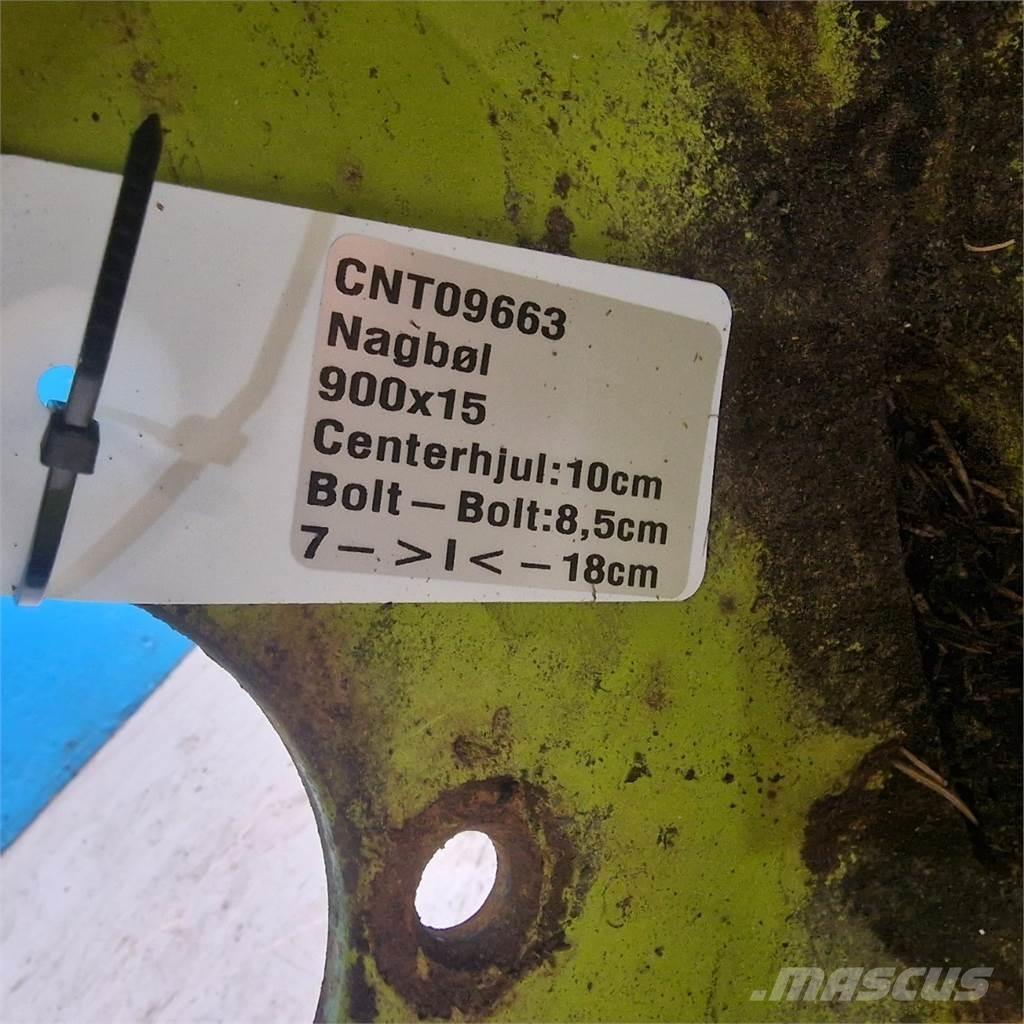 CNT09663
Nagbøl
900x15
Centerhjul:10cm
Bolt – Bolt:8,5cm
7– >I< –18cm
.MASCUS